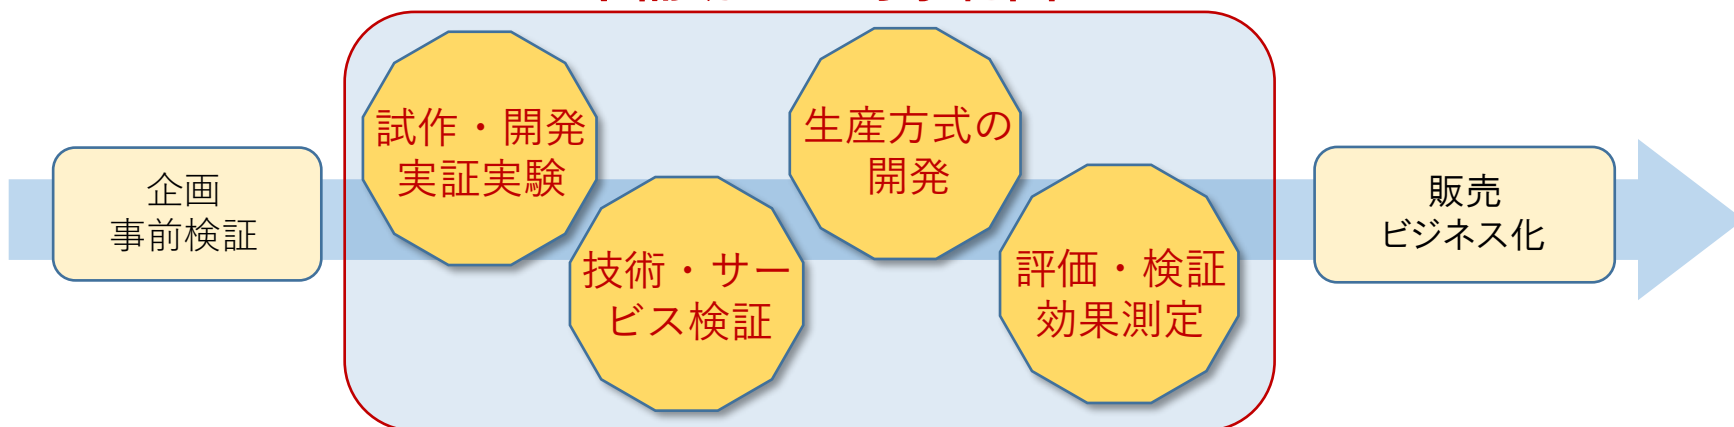 企画
事前検証
試作・開発
実証実験
技術・サー
ビス検証
生産方式の
開発
評価・検証
効果測定
販売
ビジネス化